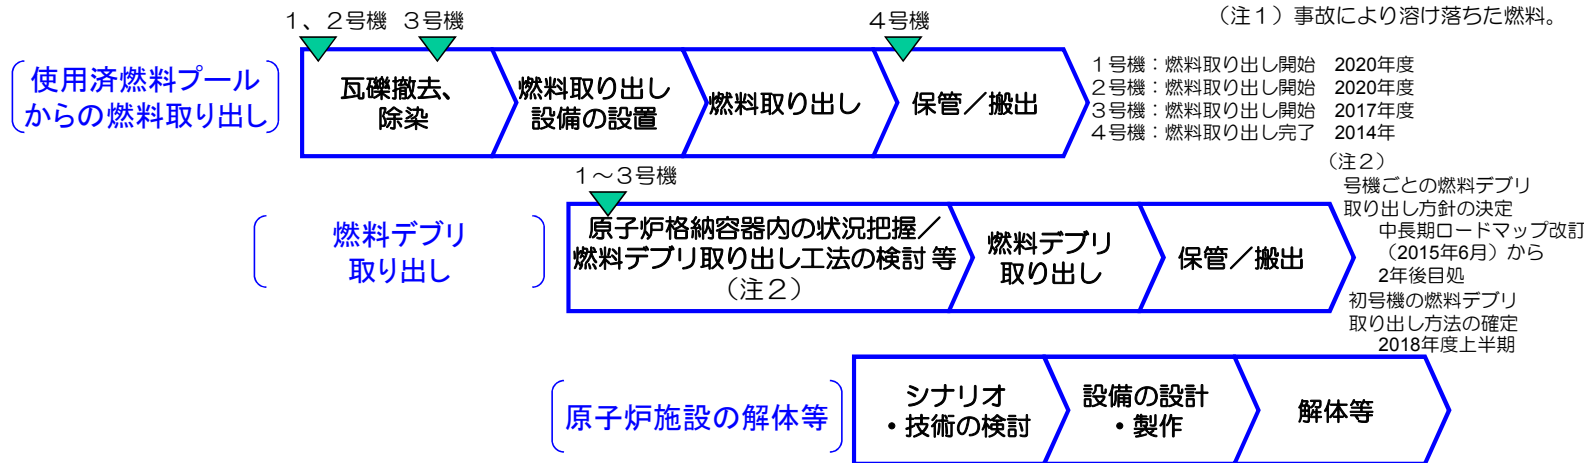 （注１）事故により溶け落ちた燃料。
１、２号機 ３号機
４号機
使用済燃料プール
からの燃料取り出し
瓦礫撤去、
除染
燃料取り出し
設備の設置
燃料取り出し
保管／搬出
１号機：燃料取り出し開始 2020年度
２号機：燃料取り出し開始 2020年度
３号機：燃料取り出し開始 2017年度
４号機：燃料取り出し完了 2014年
１～３号機
燃料デブリ
取り出し
原子炉格納容器内の状況把握／
燃料デブリ取り出し工法の検討 等
（注２）
燃料デブリ
取り出し
保管／搬出
（注２）
号機ごとの燃料デブリ
取り出し方針の決定
中長期ロードマップ改訂
（2015年6月）から
2年後目処
初号機の燃料デブリ
取り出し方法の確定
2018年度上半期
原子炉施設の解体等
シナリオ
・技術の検討
設備の設計
・製作
解体等